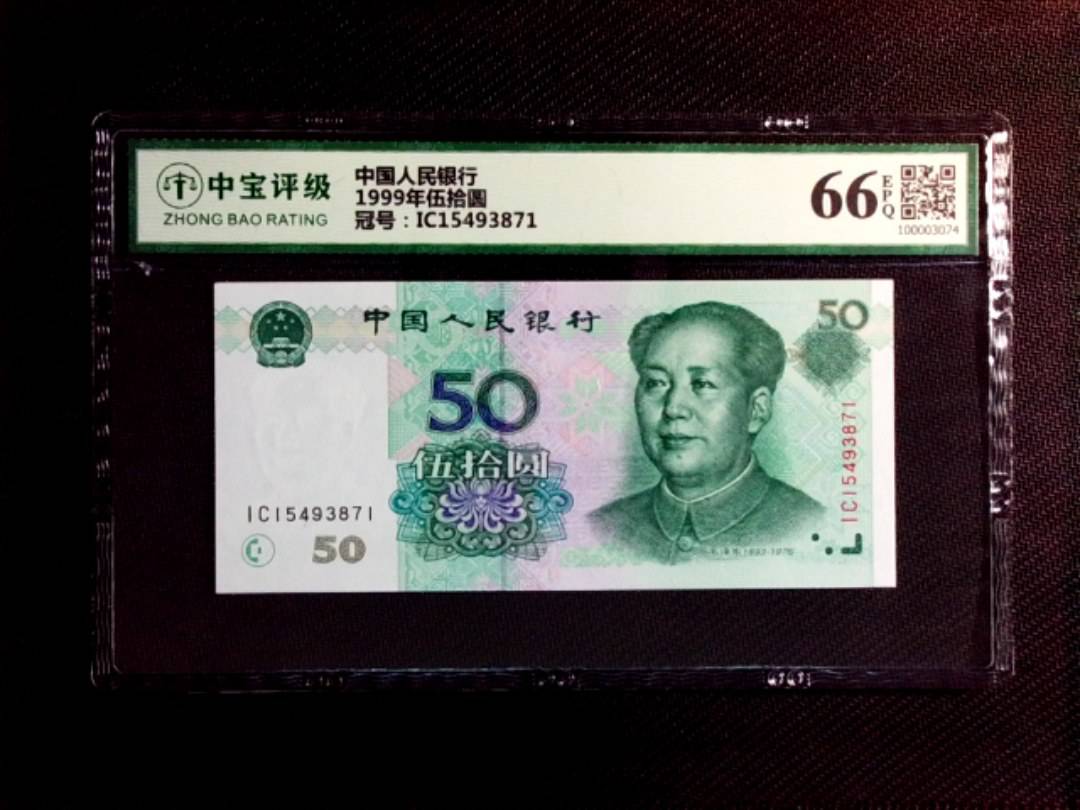 中宝评级
ZHONG BAO RATING
中国人民银行
1999年伍拾圆
冠号：IC15493871
66
EPQ
100003074
中国人民银行
50
50
伍拾圆
IC15493871
50
IC15493871